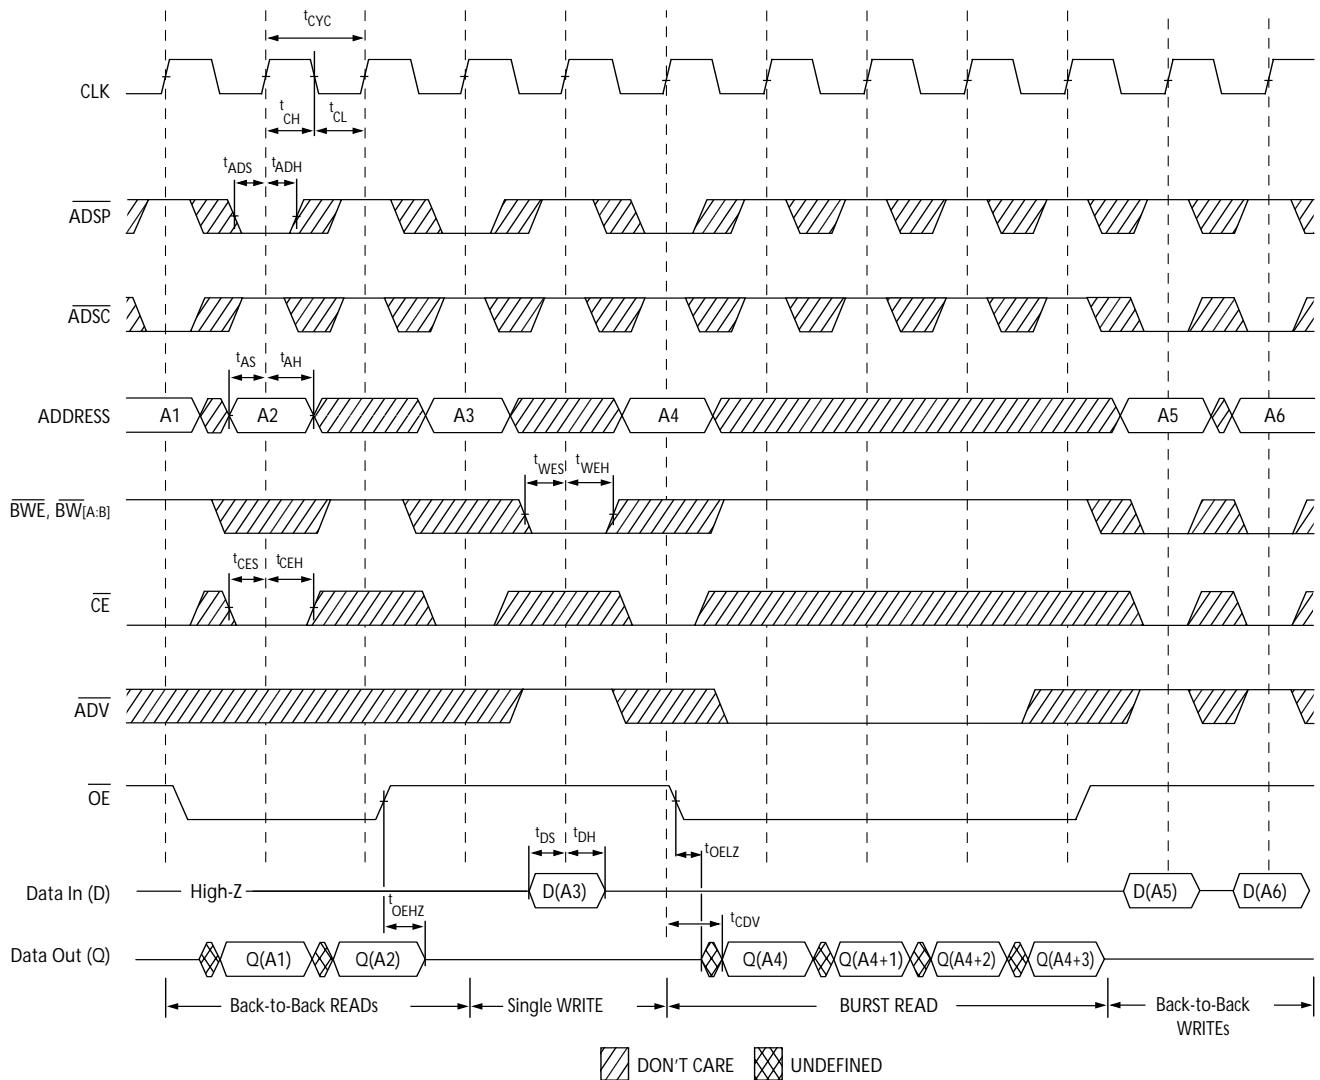 tCYC
CLK
tCH tCL
tADS tADH
ADSP
ADSC
tAS tAH
ADDRESS A1 A2 A3 A4 A5 A6
tWES tWEH
BWE, BW[A:B]
tCES tCEH
CE
ADV
OE
tDS tDH
tOELZ
Data In (D) High-Z D(A3) D(A5) D(A6)
tOEHZ tCDV
Data Out (Q) Q(A1) Q(A2) Q(A4) Q(A4+1) Q(A4+2) Q(A4+3)
Back-to-Back READs Single WRITE BURST READ Back-to-Back
WRITEs
DON'T CARE UNDEFINED